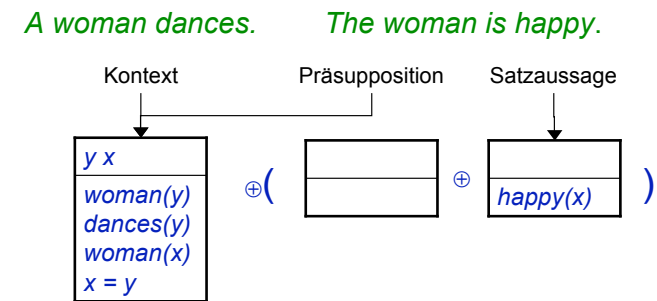 A woman dances. The woman is happy.
Kontext Präsupposition Satzaussage
y x
woman(y)
dances(y)
woman(x)
x = y
⊕( ⊕ happy(x) )